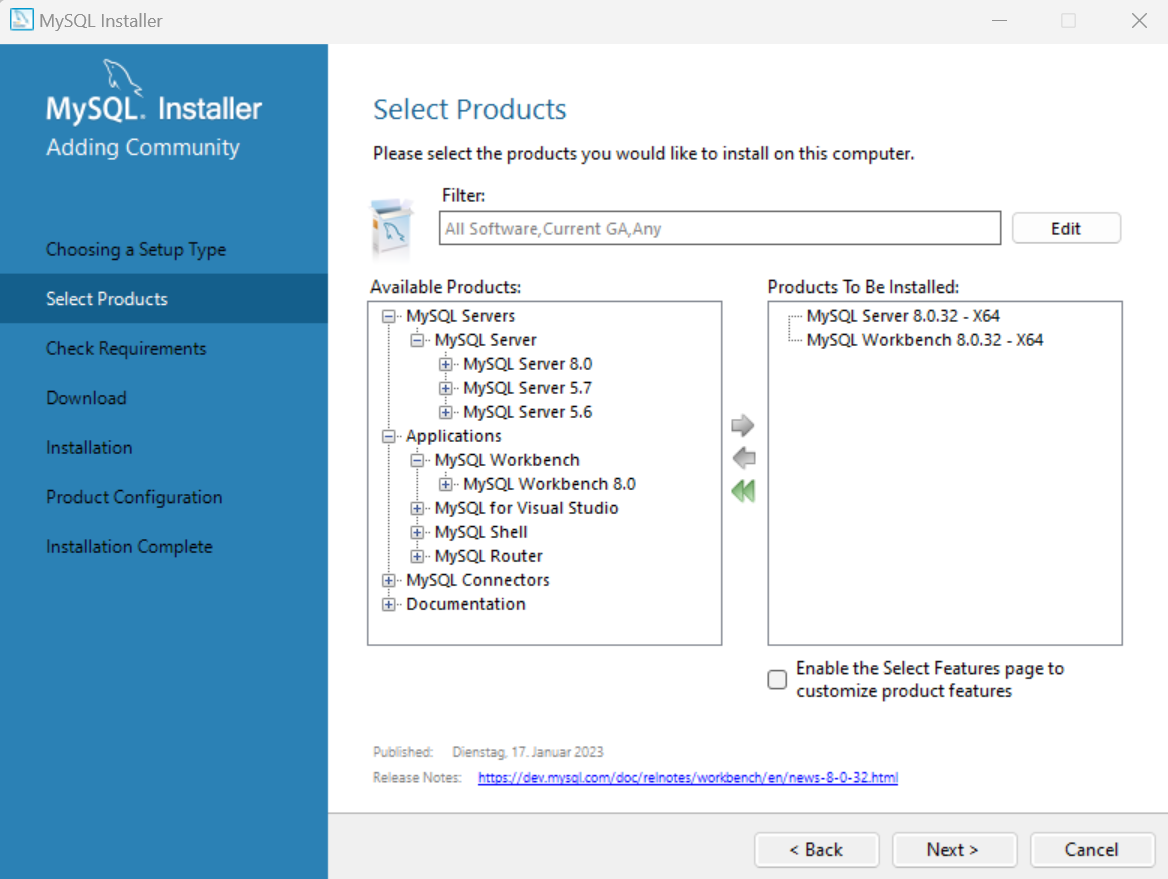 MySQL Installer
MySQL. Installer
Adding Community
Choosing a Setup Type
Select Products
Check Requirements
Download
Installation
Product Configuration
Installation Complete
Select Products
Please select the products you would like to install on this computer.
Filter:
All Software,Current GA,Any
Edit
Available Products:
MySQL Servers
MySQL Server
MySQL Server 8.0
MySQL Server 5.7
MySQL Server 5.6
Applications
MySQL Workbench
MySQL Workbench 8.0
MySQL for Visual Studio
MySQL Shell
MySQL Router
MySQL Connectors
Documentation
Products To Be Installed:
MySQL Server 8.0.32 - X64
MySQL Workbench 8.0.32 - X64
Enable the Select Features page to
customize product features
Published: Dienstag, 17. Januar 2023
Release Notes: https://dev.mysql.com/doc/relnotes/workbench/en/news-8-0-32.html
< Back
Next >
Cancel